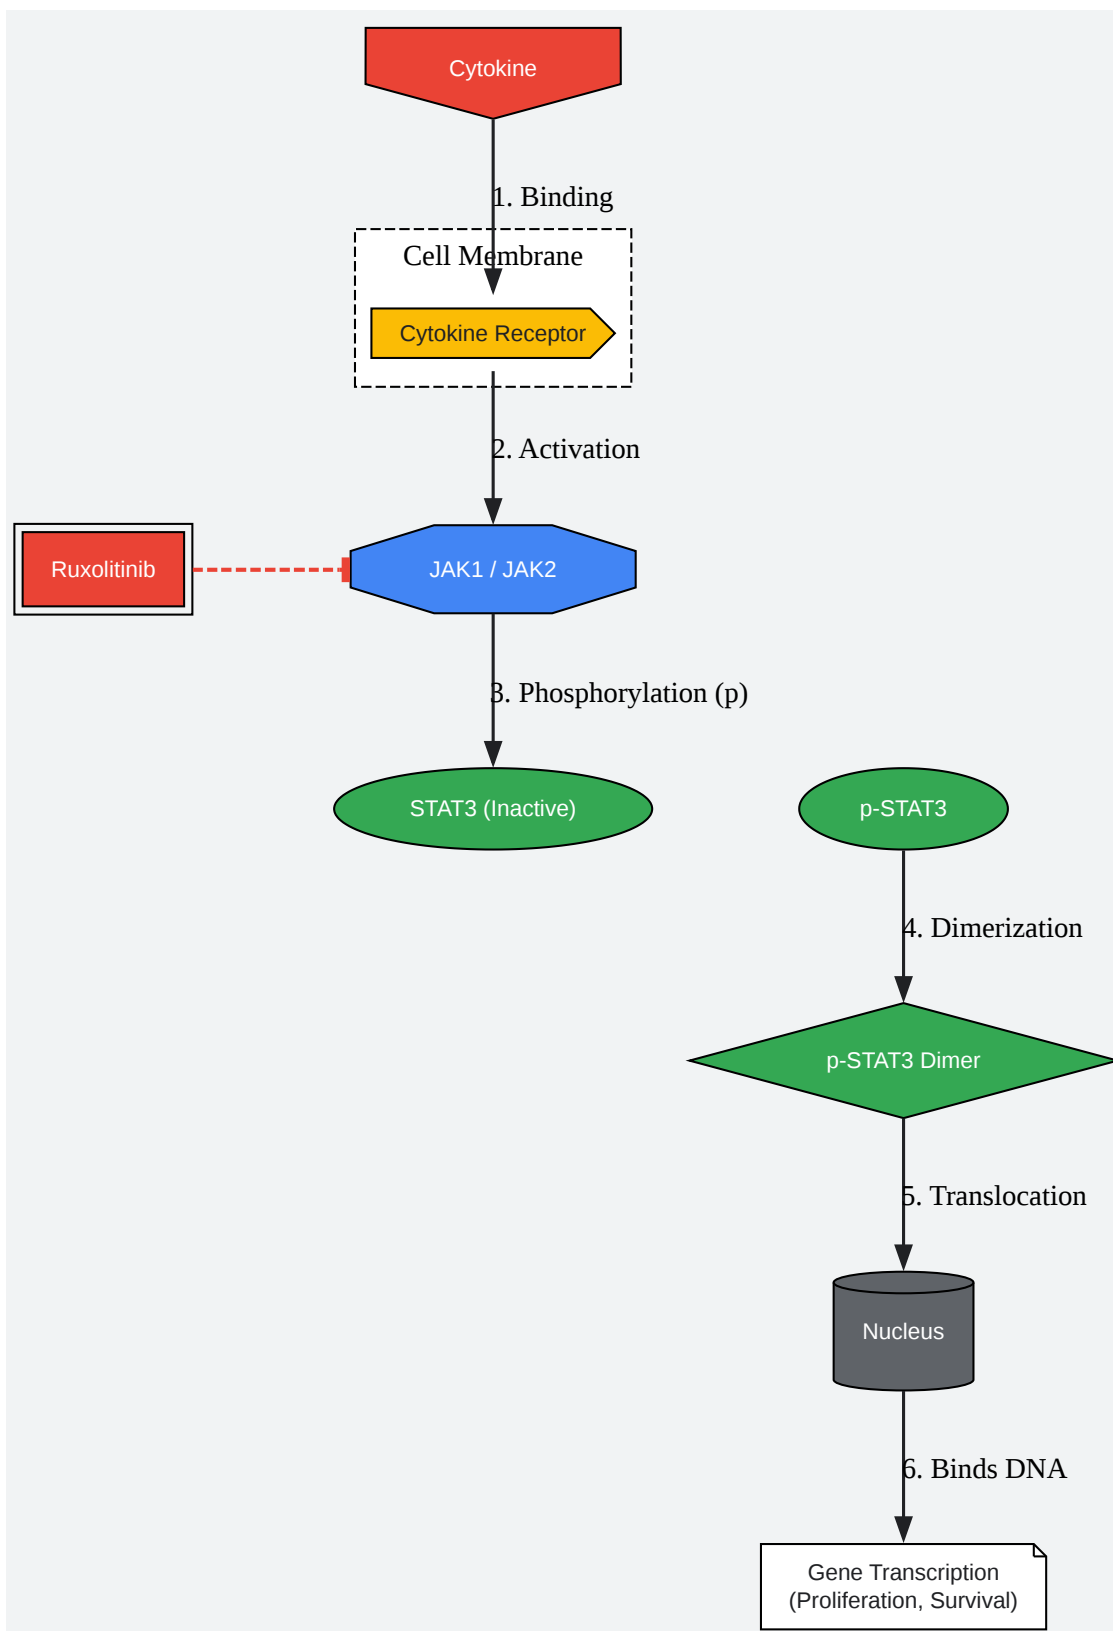 Cytokine
1. Binding
Cell Membrane
Cytokine Receptor
2. Activation
Ruxolitinib
JAK1 / JAK2
3. Phosphorylation (p)
STAT3 (Inactive)
p-STAT3
4. Dimerization
p-STAT3 Dimer
5. Translocation
Nucleus
6. Binds DNA
Gene Transcription
(Proliferation, Survival)